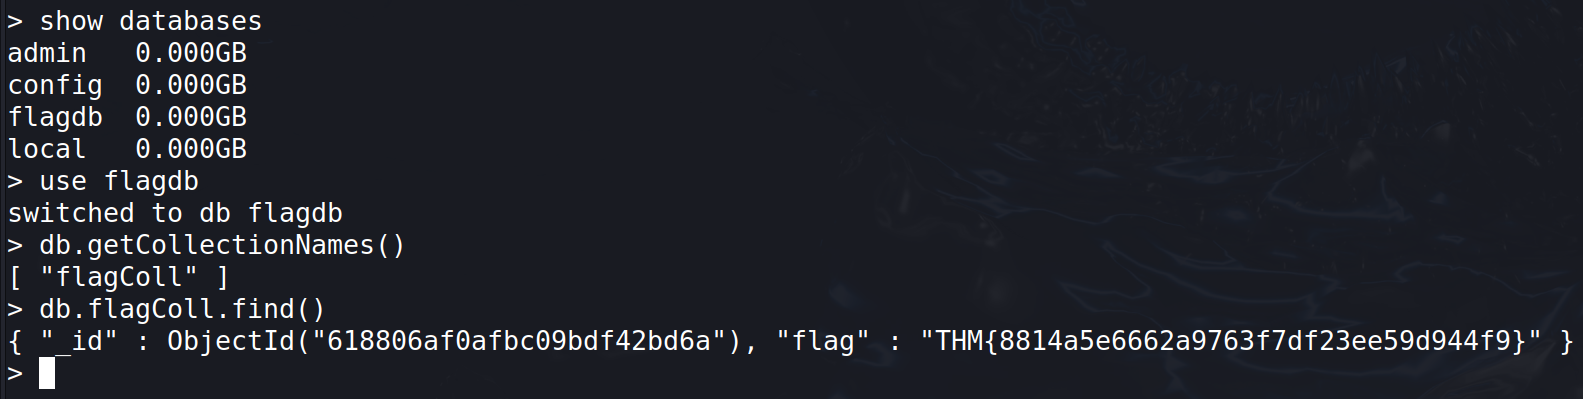 > show databases
admin   0.000GB
config  0.000GB
flagdb  0.000GB
local   0.000GB
> use flagdb
switched to db flagdb
> db.getCollectionNames()
[ "flagColl" ]
> db.flagColl.find()
{ "_id" : ObjectId("618806af0afbc09bdf42bd6a"), "flag" : "THM{8814a5e6662a9763f7df23ee59d944f9}" }
>